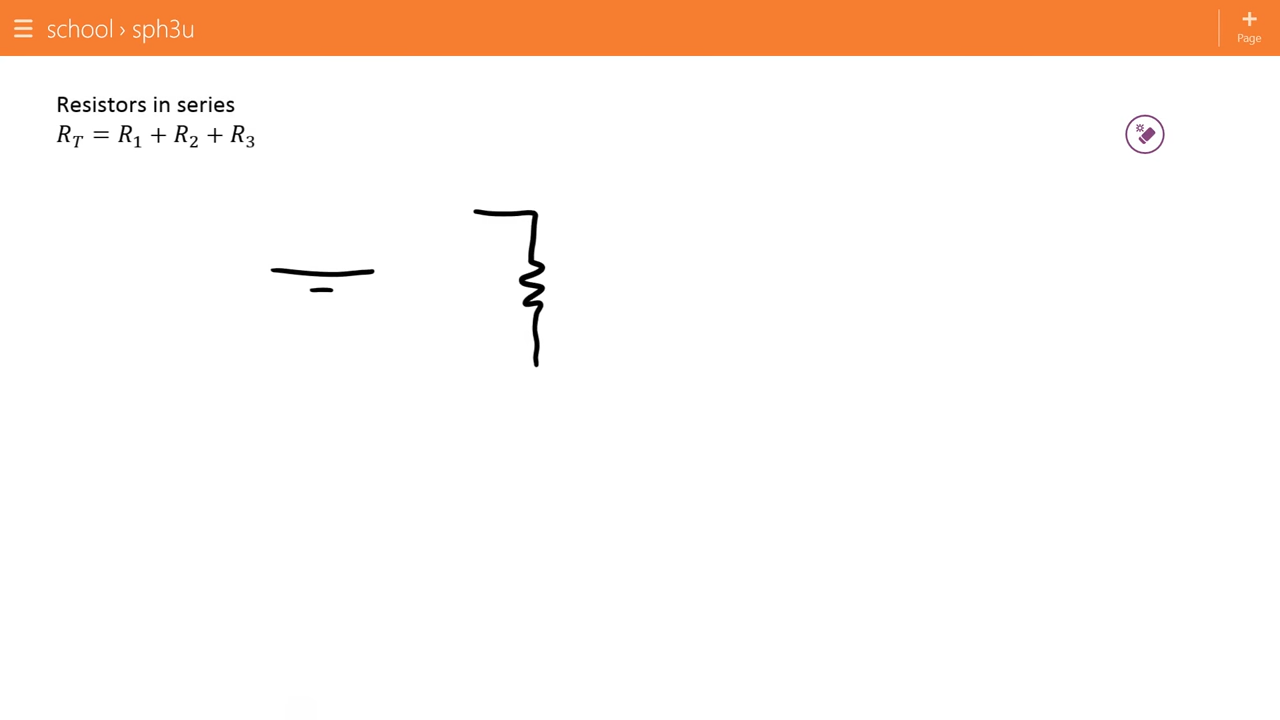 school › sph3u
Page
Resistors in series
R_T = R_1 + R_2 + R_3